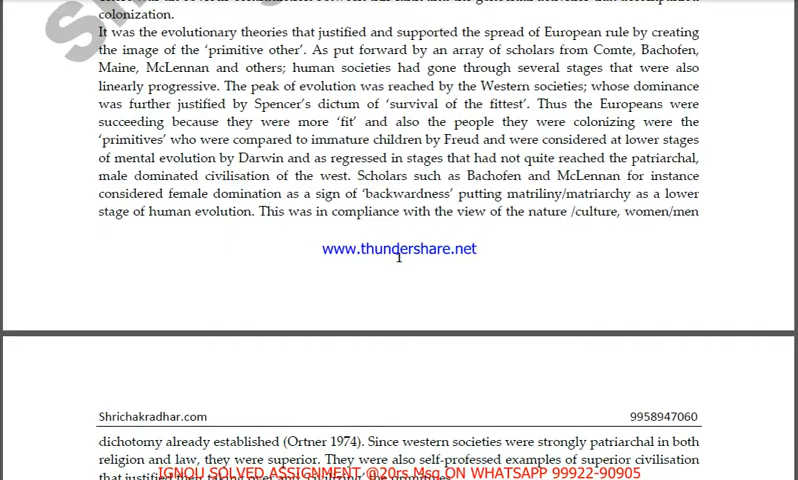 colonization.
It was the evolutionary theories that justified and supported the spread of European rule by creating
the image of the ‘primitive other’. As put forward by an array of scholars from Comte, Bachofen,
Maine, McLennan and others; human societies had gone through several stages that were also
linearly progressive. The peak of evolution was reached by the Western societies; whose dominance
was further justified by Spencer’s dictum of ‘survival of the fittest’. Thus the Europeans were
succeeding because they were more ‘fit’ and also the people they were colonizing were the
‘primitives’ who were compared to immature children by Freud and were considered at lower stages
of mental evolution by Darwin and as regressed in stages that had not quite reached the patriarchal,
male dominated civilisation of the west. Scholars such as Bachofen and McLennan for instance
considered female domination as a sign of ‘backwardness’ putting matriliny/matriarchy as a lower
stage of human evolution. This was in compliance with the view of the nature /culture, women/men
www.thundershare.net
1
Shrichakradhar.com 9958947060
dichotomy already established (Ortner 1974). Since western societies were strongly patriarchal in both
religion and law, they were superior. They were also self-professed examples of superior civilisation
that justified their taking over and
IGNOU SOLVED ASSIGNMENT @20rs Msg ON WHATSAPP 99922-90905